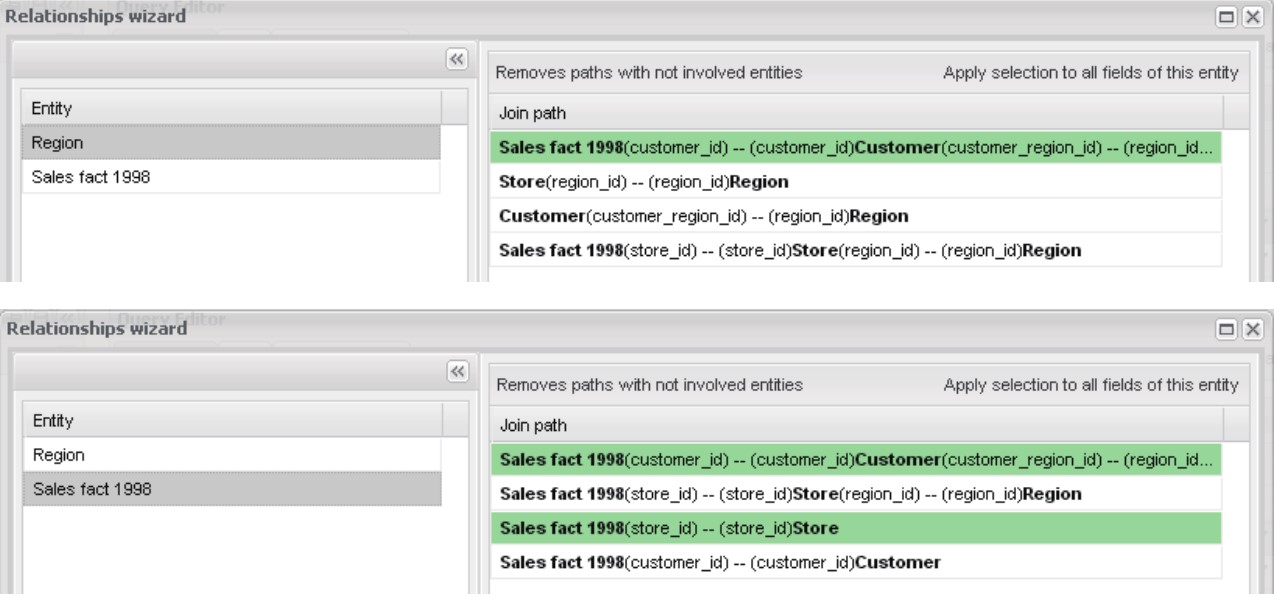 Query Editor
Relationships wizard
Removes paths with not involved entities Apply selection to all fields of this entity
Entity
Join path
Region
Sales fact 1998(customer_id) -- (customer_id)Customer(customer_region_id) -- (region_id...
Sales fact 1998
Store(region_id) -- (region_id)Region
Customer(customer_region_id) -- (region_id)Region
Sales fact 1998(store_id) -- (store_id)Store(region_id) -- (region_id)Region
Query Editor
Relationships wizard
Removes paths with not involved entities Apply selection to all fields of this entity
Entity
Join path
Region
Sales fact 1998(customer_id) -- (customer_id)Customer(customer_region_id) -- (region_id...
Sales fact 1998
Sales fact 1998(store_id) -- (store_id)Store(region_id) -- (region_id)Region
Sales fact 1998(store_id) -- (store_id)Store
Sales fact 1998(customer_id) -- (customer_id)Customer